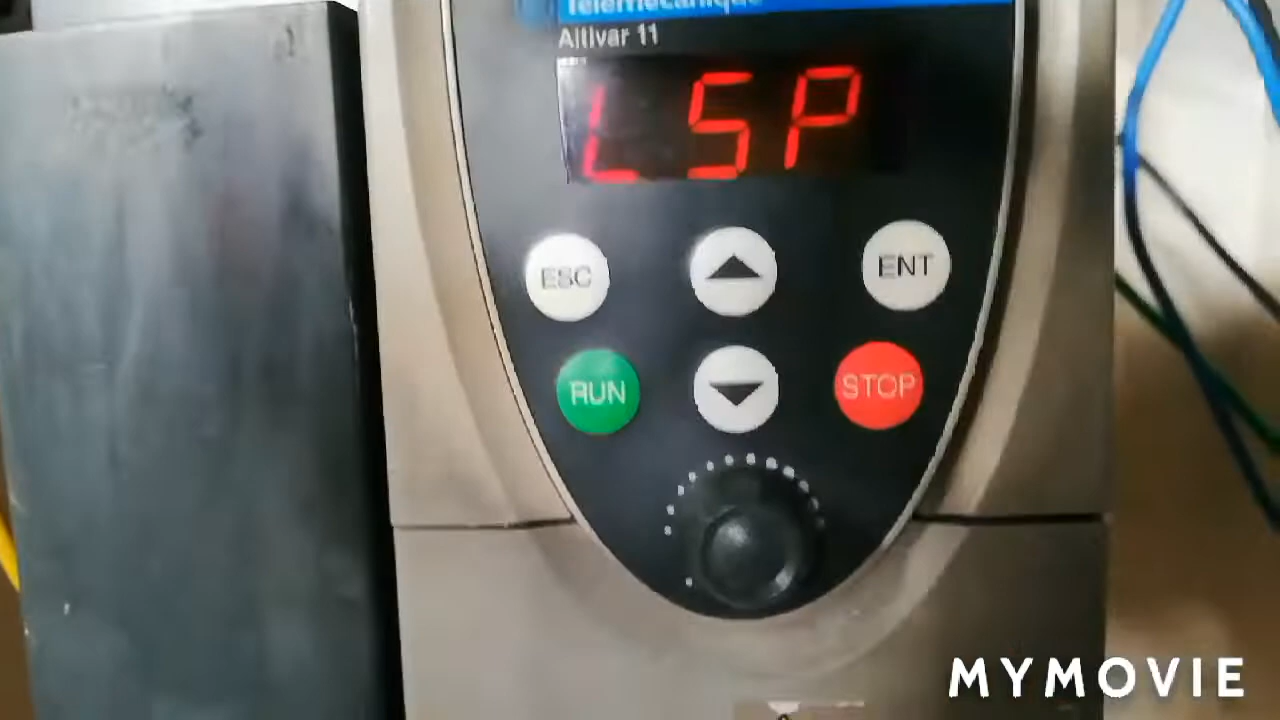 Telemecanique
Altivar 11
LSP
ESC
ENT
RUN
STOP
MYMOVIE